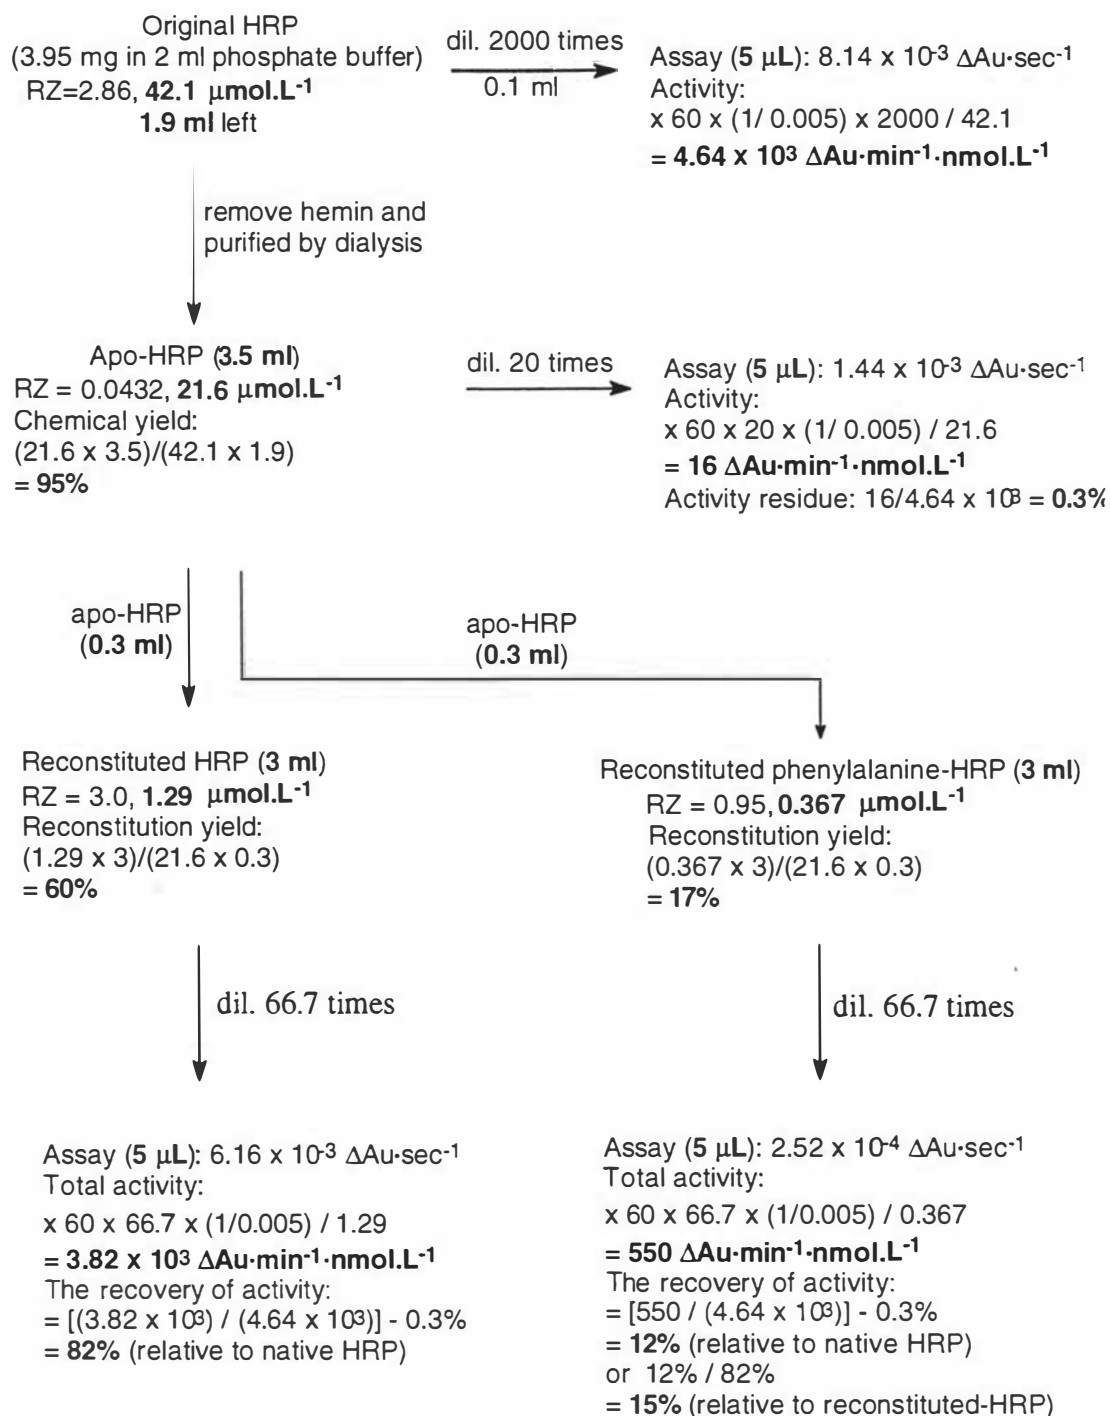 Original HRP
(3.95 mg in 2 ml phosphate buffer)
RZ=2.86, 42.1 μmol.L-1
1.9 ml left
dil. 2000 times
0.1 ml
Assay (5 μL): 8.14 x 10-3 ΔAu·sec-1
Activity:
x 60 x (1/ 0.005) x 2000 / 42.1
= 4.64 x 103 ΔAu·min-1·nmol.L-1
remove hemin and
purified by dialysis
Apo-HRP (3.5 ml)
RZ = 0.0432, 21.6 μmol.L-1
Chemical yield:
(21.6 x 3.5)/(42.1 x 1.9)
= 95%
dil. 20 times
Assay (5 μL): 1.44 x 10-3 ΔAu·sec-1
Activity:
x 60 x 20 x (1/ 0.005) / 21.6
= 16 ΔAu·min-1·nmol.L-1
Activity residue: 16/4.64 x 103 = 0.3%
apo-HRP
(0.3 ml)
apo-HRP
(0.3 ml)
Reconstituted HRP (3 ml)
RZ = 3.0, 1.29 μmol.L-1
Reconstitution yield:
(1.29 x 3)/(21.6 x 0.3)
= 60%
Reconstituted phenylalanine-HRP (3 ml)
RZ = 0.95, 0.367 μmol.L-1
Reconstitution yield:
(0.367 x 3)/(21.6 x 0.3)
= 17%
dil. 66.7 times
dil. 66.7 times
Assay (5 μL): 6.16 x 10-3 ΔAu·sec-1
Total activity:
x 60 x 66.7 x (1/0.005) / 1.29
= 3.82 x 103 ΔAu·min-1·nmol.L-1
The recovery of activity:
= [(3.82 x 103) / (4.64 x 103)] - 0.3%
= 82% (relative to native HRP)
Assay (5 μL): 2.52 x 10-4 ΔAu·sec-1
Total activity:
x 60 x 66.7 x (1/0.005) / 0.367
= 550 ΔAu·min-1·nmol.L-1
The recovery of activity:
= [550 / (4.64 x 103)] - 0.3%
= 12% (relative to native HRP)
or 12% / 82%
= 15% (relative to reconstituted-HRP)